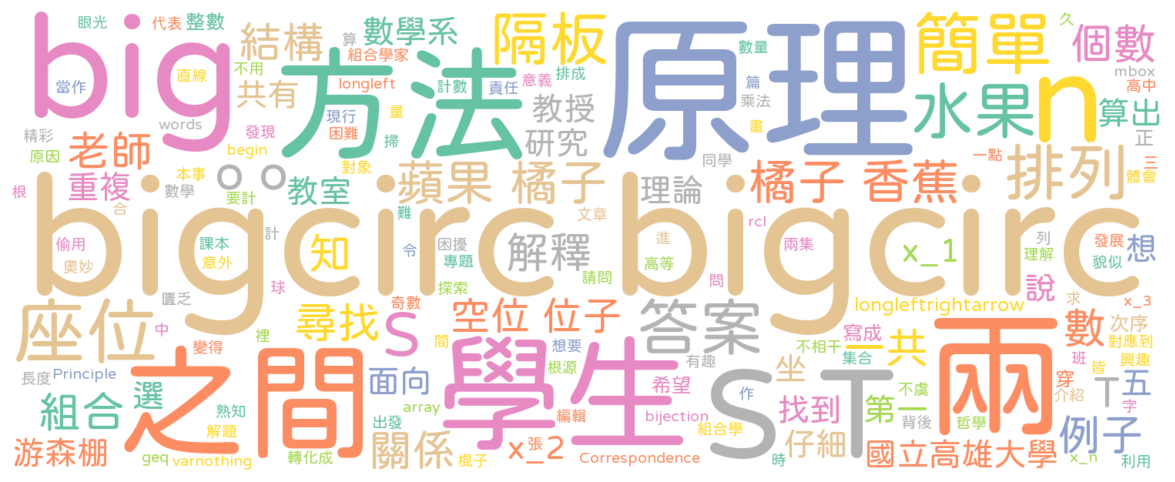 眼光 代表 整數
big
當作 直線 結構 算 數學系
組合學家
不用 longleft
共有 方法
計數 責任
隔板
意義 排成
原理
數量
篇
乘法
簡單
水果
n
久
個數
mbox
高中
算出
正
words
精彩
原因
老師
發現
begin
量 掃
教授
研究
現行
困難
同學
一點
三
體會
排列
根 重複
本事
數學
要計
合
教室
對象
蘋果 橘子
理論
橘子 香蕉
bigcirc bigcirc
難
文章
rcl
列
偷用
奧妙
課本
意外
計
知
令
困擾
專題
解釋
進
高等
請問
問
兩集
x_1
理解
發展
貌似
想
匱乏
球
探索
座位
中
裡
尋找
奇數
S
間
空位 位子
答案
longleftrightarrow
說
求
x_3
數
次序
對應到
變得
長度
Principle
之間
面向
學生
想要
根源
有趣
希望
S T
不相干
寫成
集合
一共
兩
班
皆
興趣
穿
介紹
T
五
字
組合
選
熟知
解題
出發
array
編輯
bijection
作
組合學
坐
找到
不虞
第一
背後
哲學
例子
游森棚
geq
varnothing
轉化成
關係
棍子
x_2
張
Correspondence
時
仔細
國立高雄大學
x_n
利用
畫